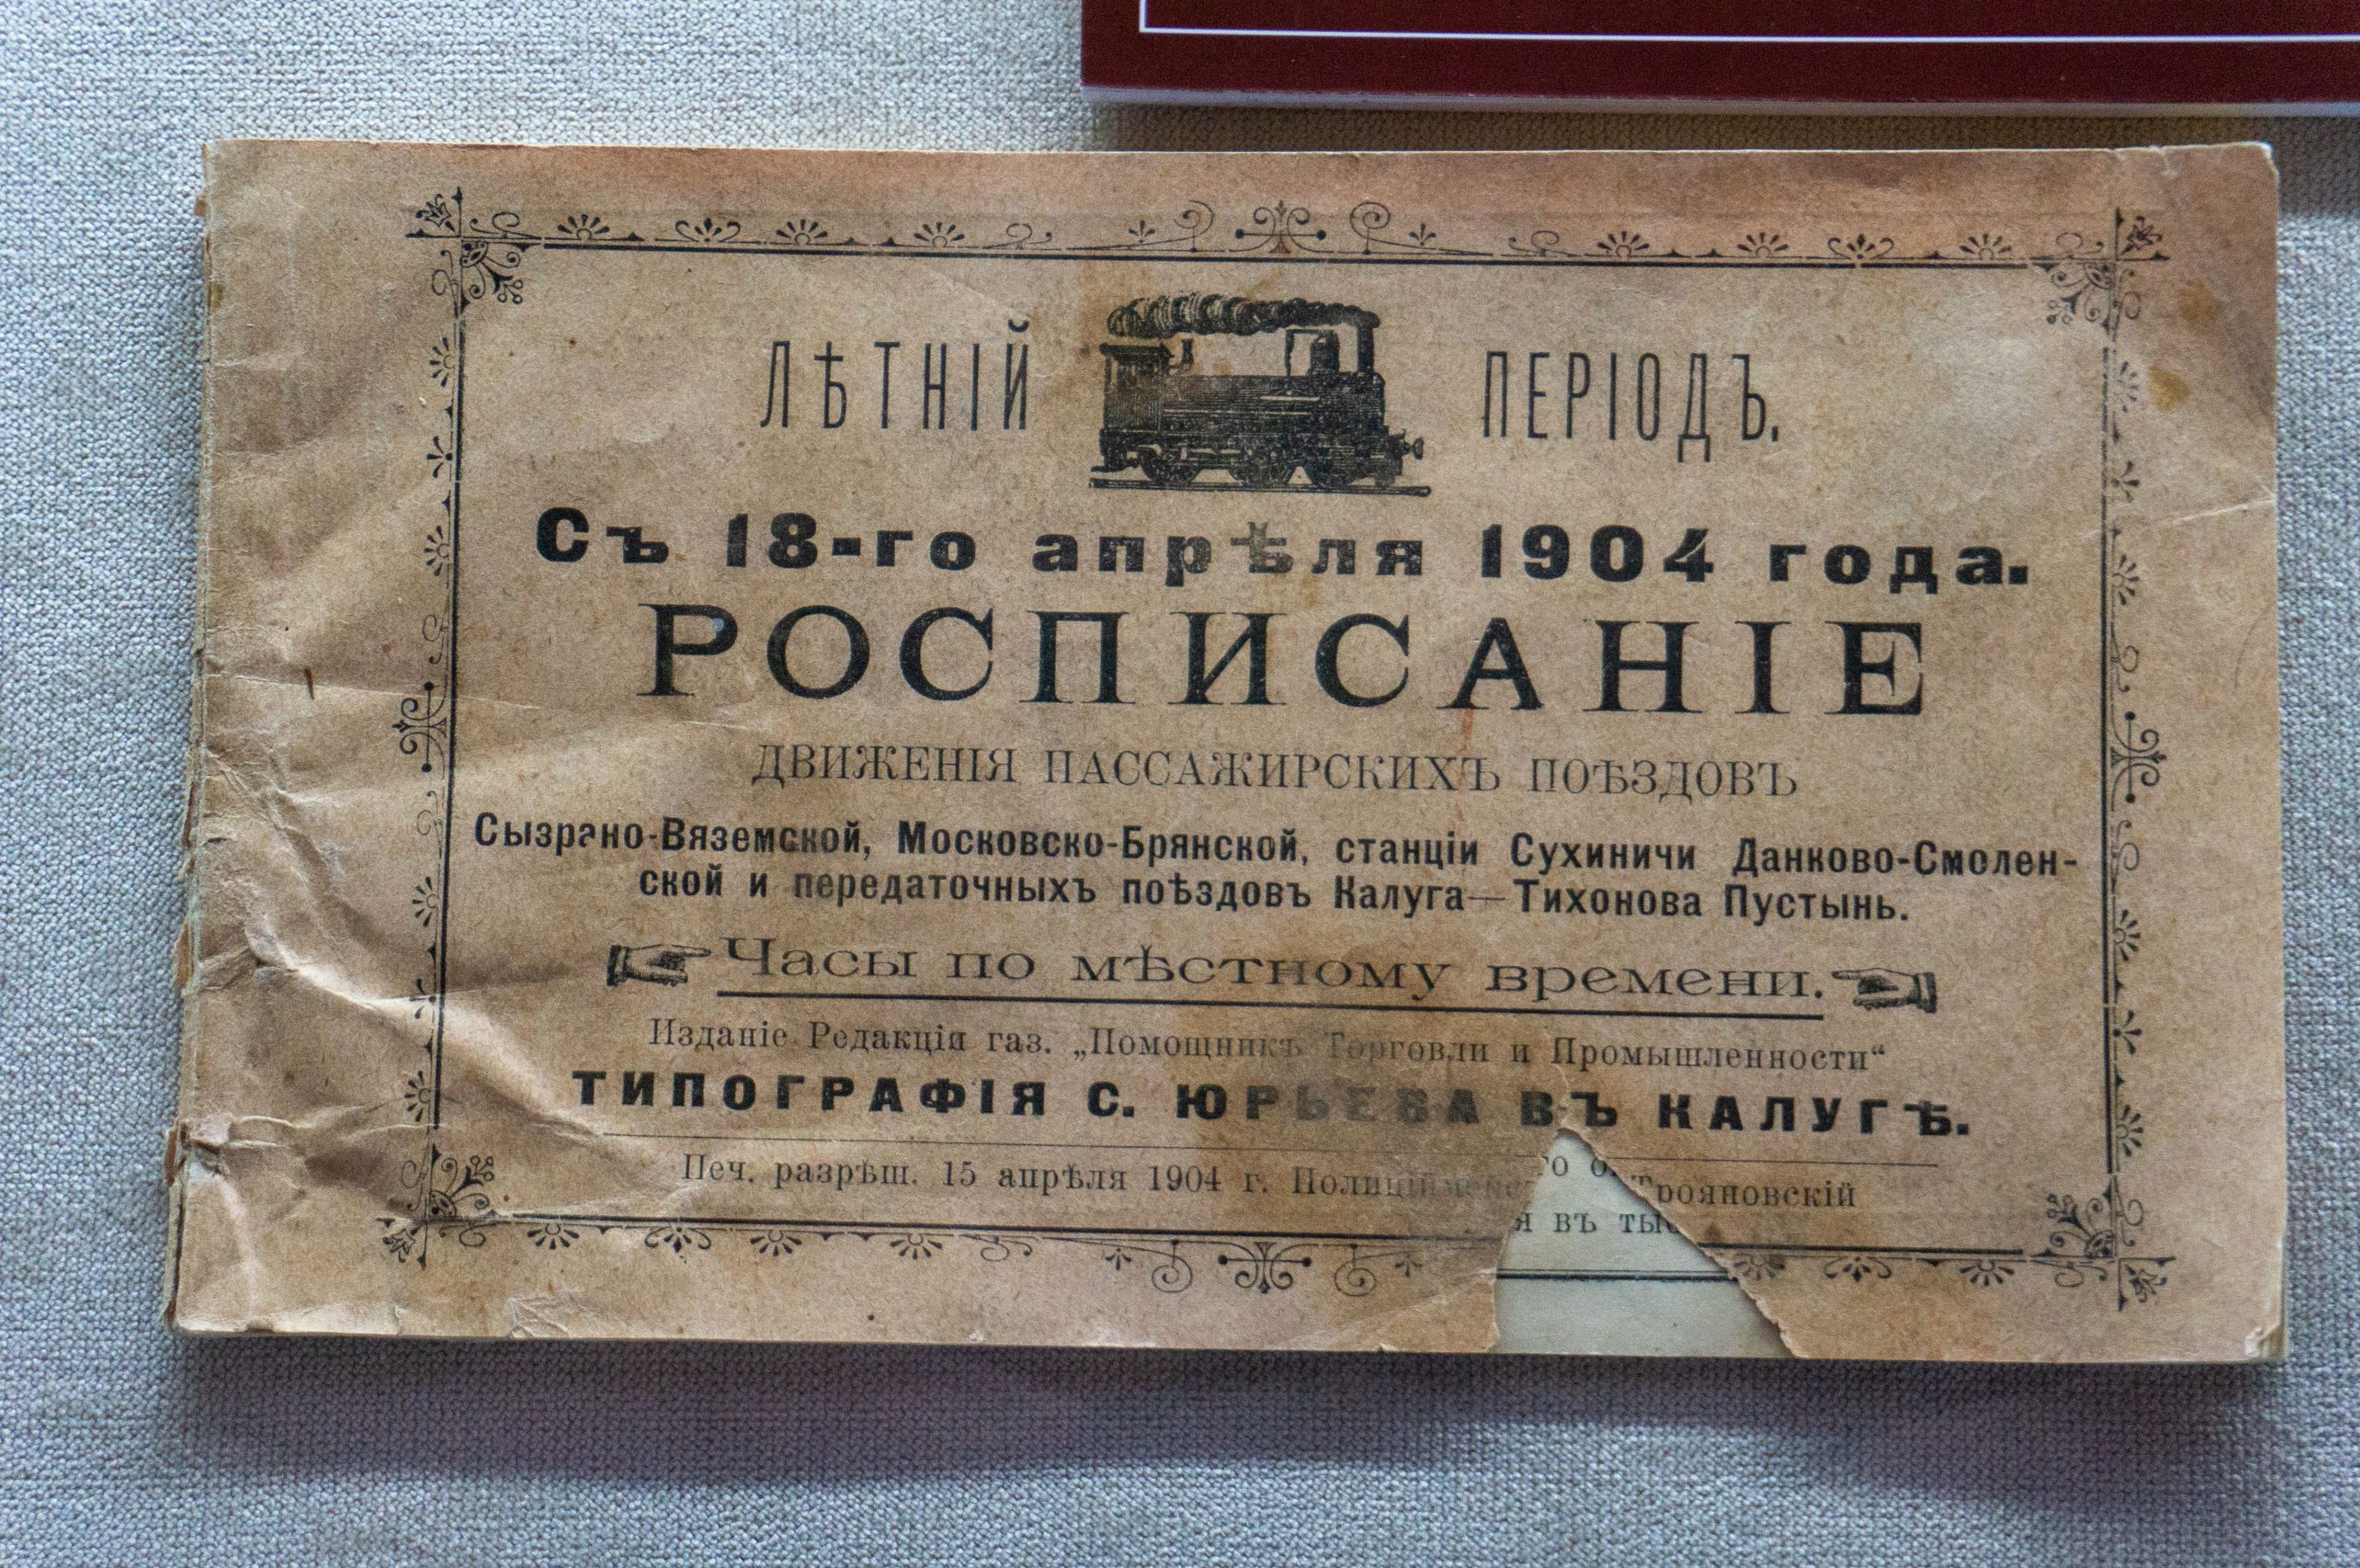 ЛѢТНІЙ ПЕРІОДЪ.
Съ 18-го апрѣля 1904 года.
РОСПИСАНІЕ
ДВИЖЕНІЯ ПАССАЖИРСКИХЪ ПОѢЗДОВЪ
Сызрано-Вяземской, Московско-Брянской, станціи Сухиничи Данково-Смолен-
ской и передаточныхъ поѣздовъ Калуга—Тихонова Пустынь.
Часы по мѣстному времени.
Изданіе Редакціи газ. „Помощникъ Торговли и Промышленности“
ТИПОГРАФІЯ С. ЮРЬЕВА ВЪ КАЛУГѢ.
Печ. разрѣш. 15 апрѣля 1904 г. Трояновскій
въ